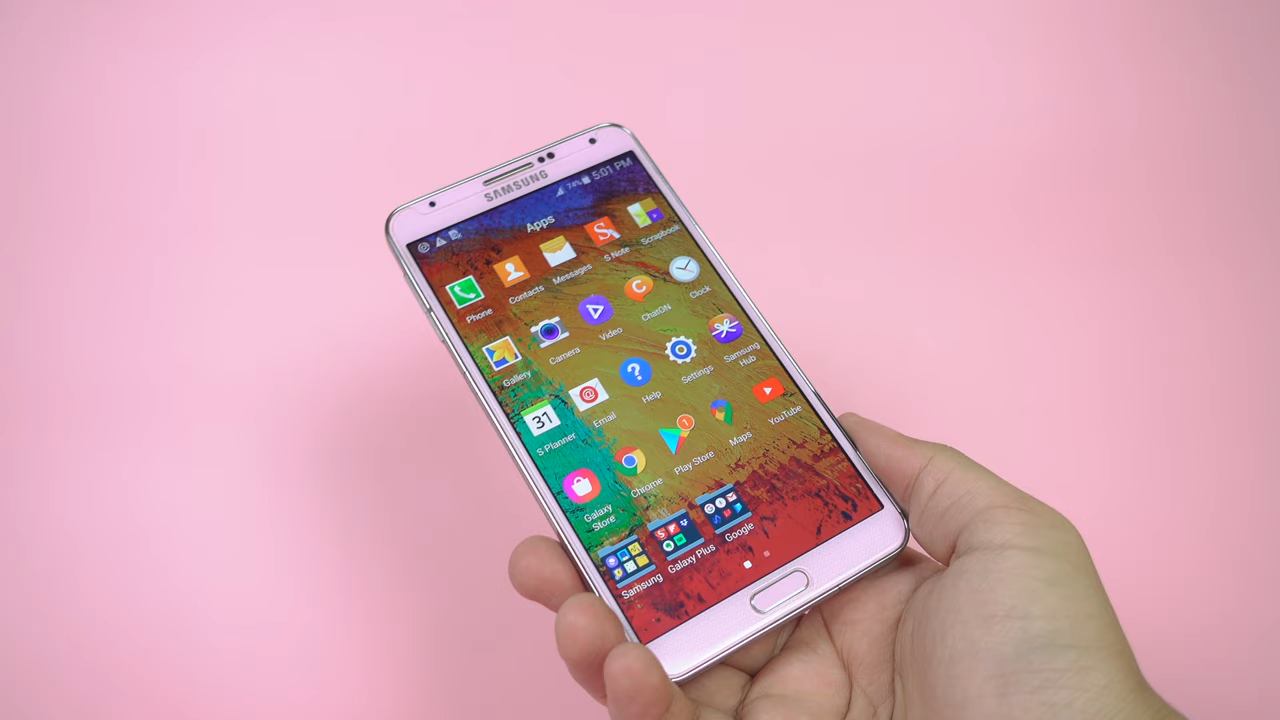 SAMSUNG
74% 5:01 PM
Apps
Phone
Contacts
Messages
S Note
Scrapbook
Gallery
Camera
Video
ChatON
Clock
31
S Planner
Email
Help
Settings
Samsung
Hub
Galaxy
Store
Chrome
1
Play Store
Maps
YouTube
Samsung
Galaxy Plus
Google